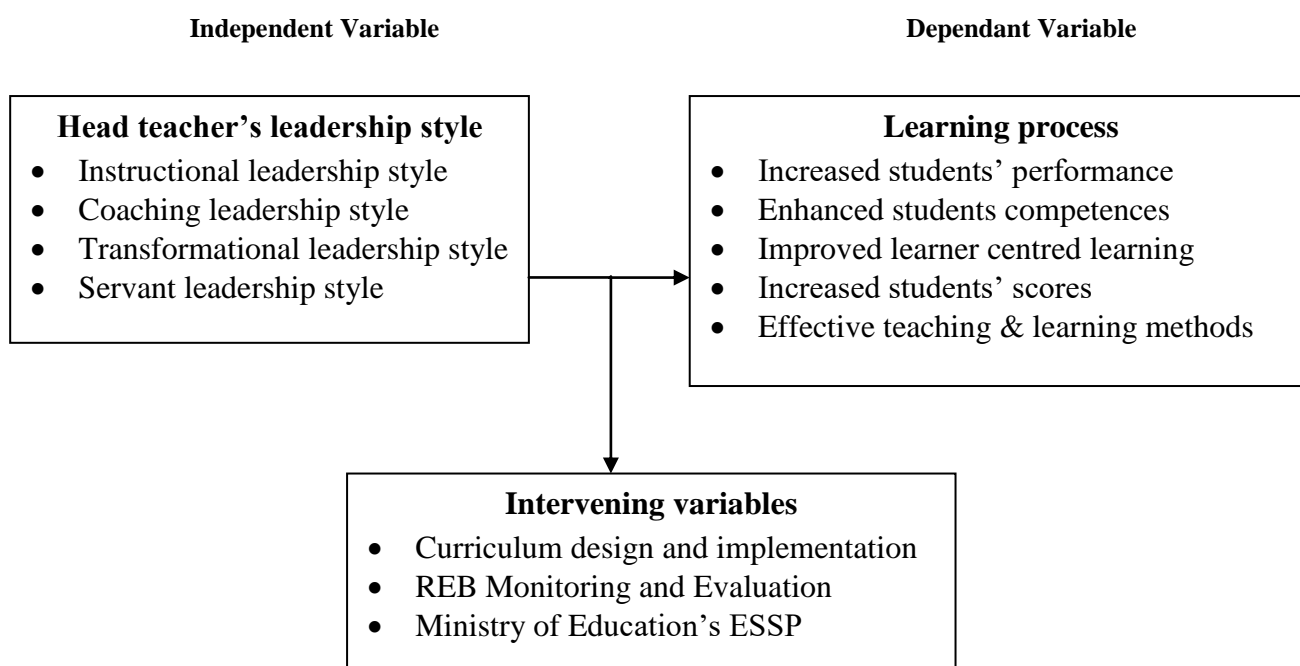 Independent Variable
Dependant Variable
Head teacher’s leadership style
• Instructional leadership style
• Coaching leadership style
• Transformational leadership style
• Servant leadership style
Learning process
• Increased students’ performance
• Enhanced students competences
• Improved learner centred learning
• Increased students’ scores
• Effective teaching & learning methods
Intervening variables
• Curriculum design and implementation
• REB Monitoring and Evaluation
• Ministry of Education’s ESSP